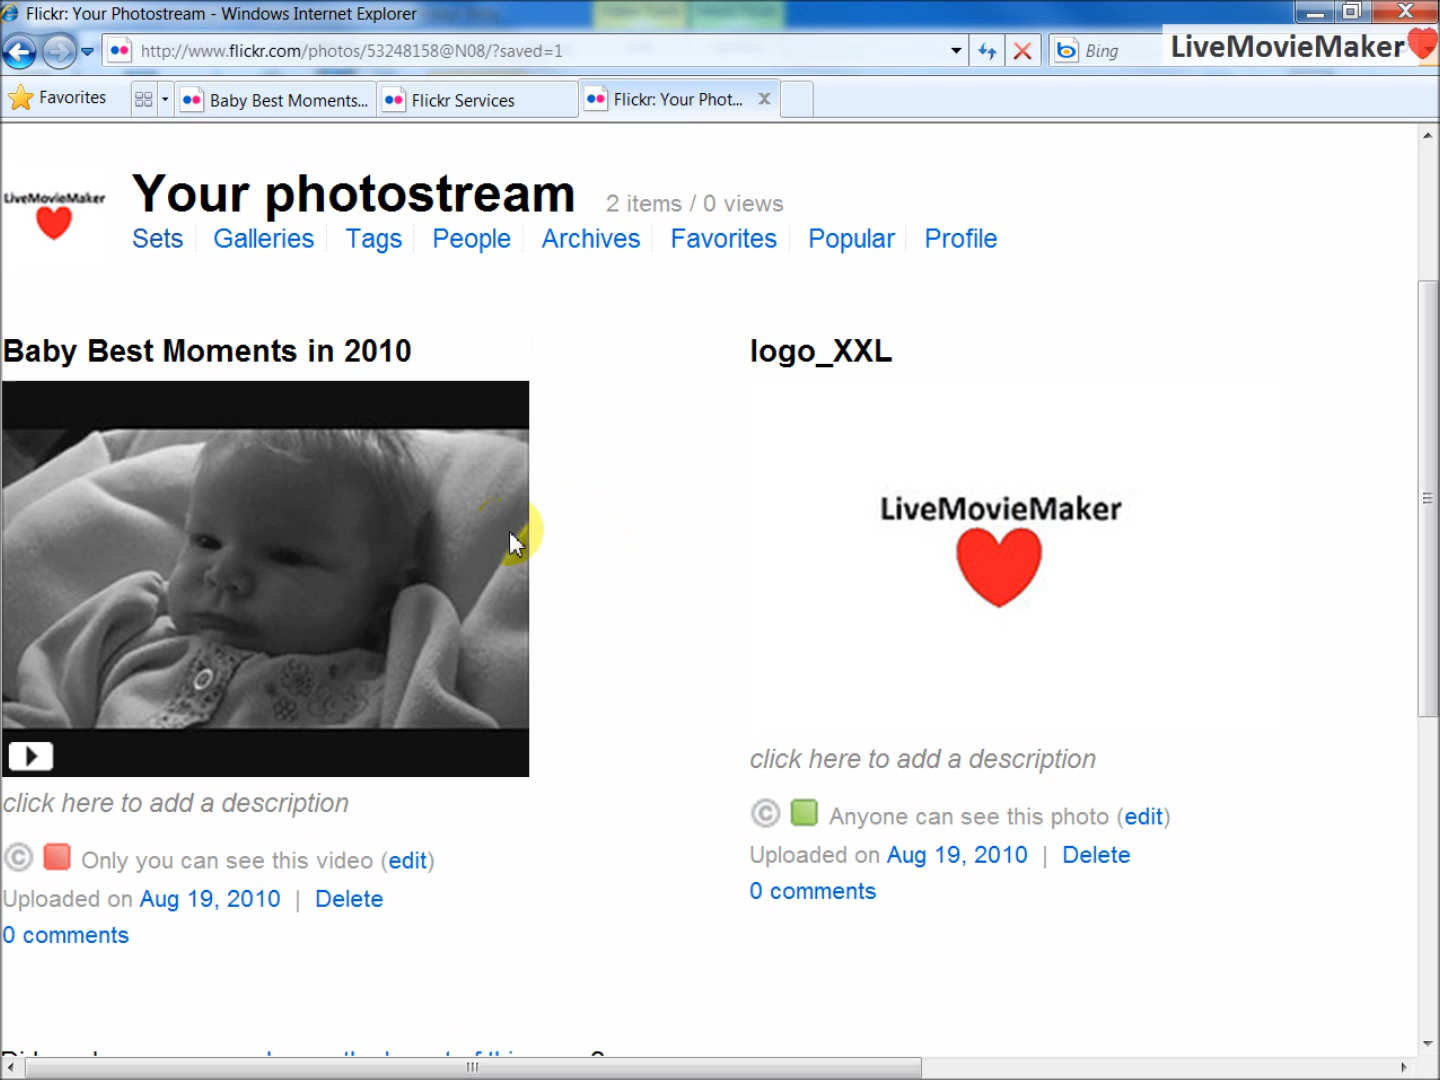 Flickr: Your Photostream - Windows Internet Explorer
http://www.flickr.com/photos/53248158@N08/?saved=1
Bing
LiveMovieMaker
Favorites
Baby Best Moments...
Flickr Services
Flickr: Your Phot...
LiveMovieMaker
Your photostream
2 items / 0 views
Sets Galleries Tags People Archives Favorites Popular Profile
Baby Best Moments in 2010
logo_XXL
LiveMovieMaker
click here to add a description
click here to add a description
Anyone can see this photo (edit)
Only you can see this video (edit)
Uploaded on Aug 19, 2010 | Delete
0 comments
Uploaded on Aug 19, 2010 | Delete
0 comments